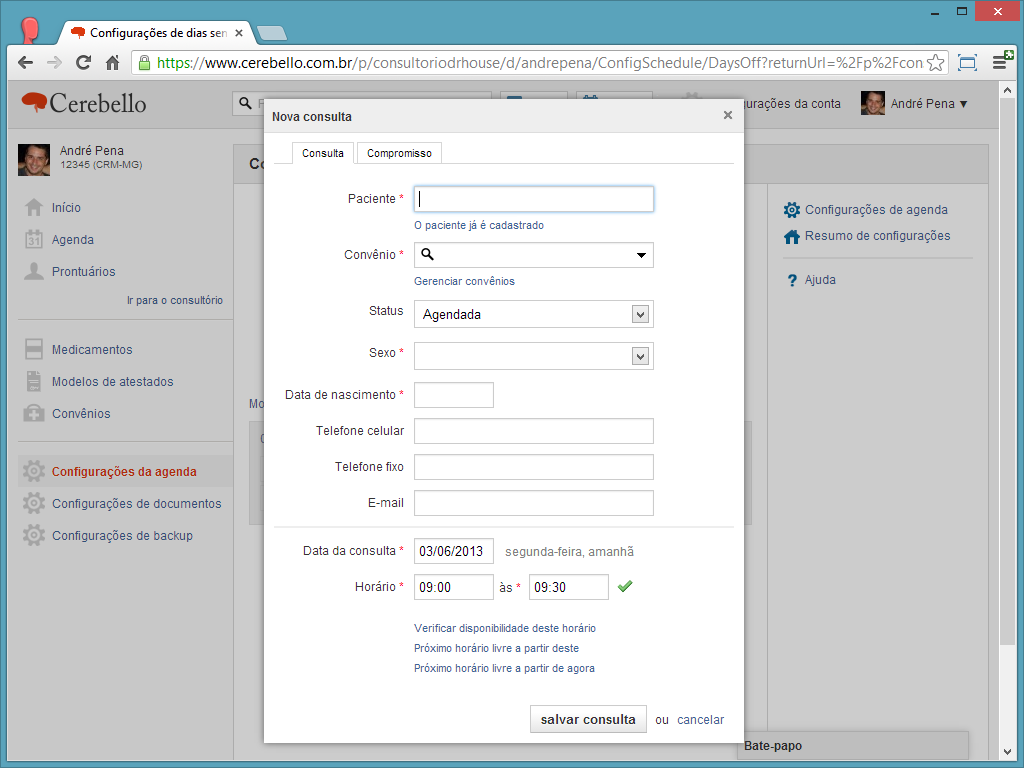 Configurações de dias sen
https://www.cerebello.com.br/p/consultoriodrhouse/d/andrepena/ConfigSchedule/DaysOff?returnUrl=%2Fp%2Fcon
Cerebello
gurações da conta
André Pena
André Pena
12345 (CRM-MG)
Início
31
Agenda
Prontuários
Ir para o consultório
Medicamentos
Modelos de atestados
Convênios
Configurações da agenda
Configurações de documentos
Configurações de backup
Co
Mo
Nova consulta
Consulta
Compromisso
Paciente *
O paciente já é cadastrado
Convênio *
Gerenciar convênios
Status
Agendada
Sexo *
Data de nascimento *
Telefone celular
Telefone fixo
E-mail
Data da consulta * 03/06/2013 segunda-feira, amanhã
Horário * 09:00 às * 09:30
Verificar disponibilidade deste horário
Próximo horário livre a partir deste
Próximo horário livre a partir de agora
salvar consulta ou cancelar
Configurações de agenda
Resumo de configurações
? Ajuda
Bate-papo